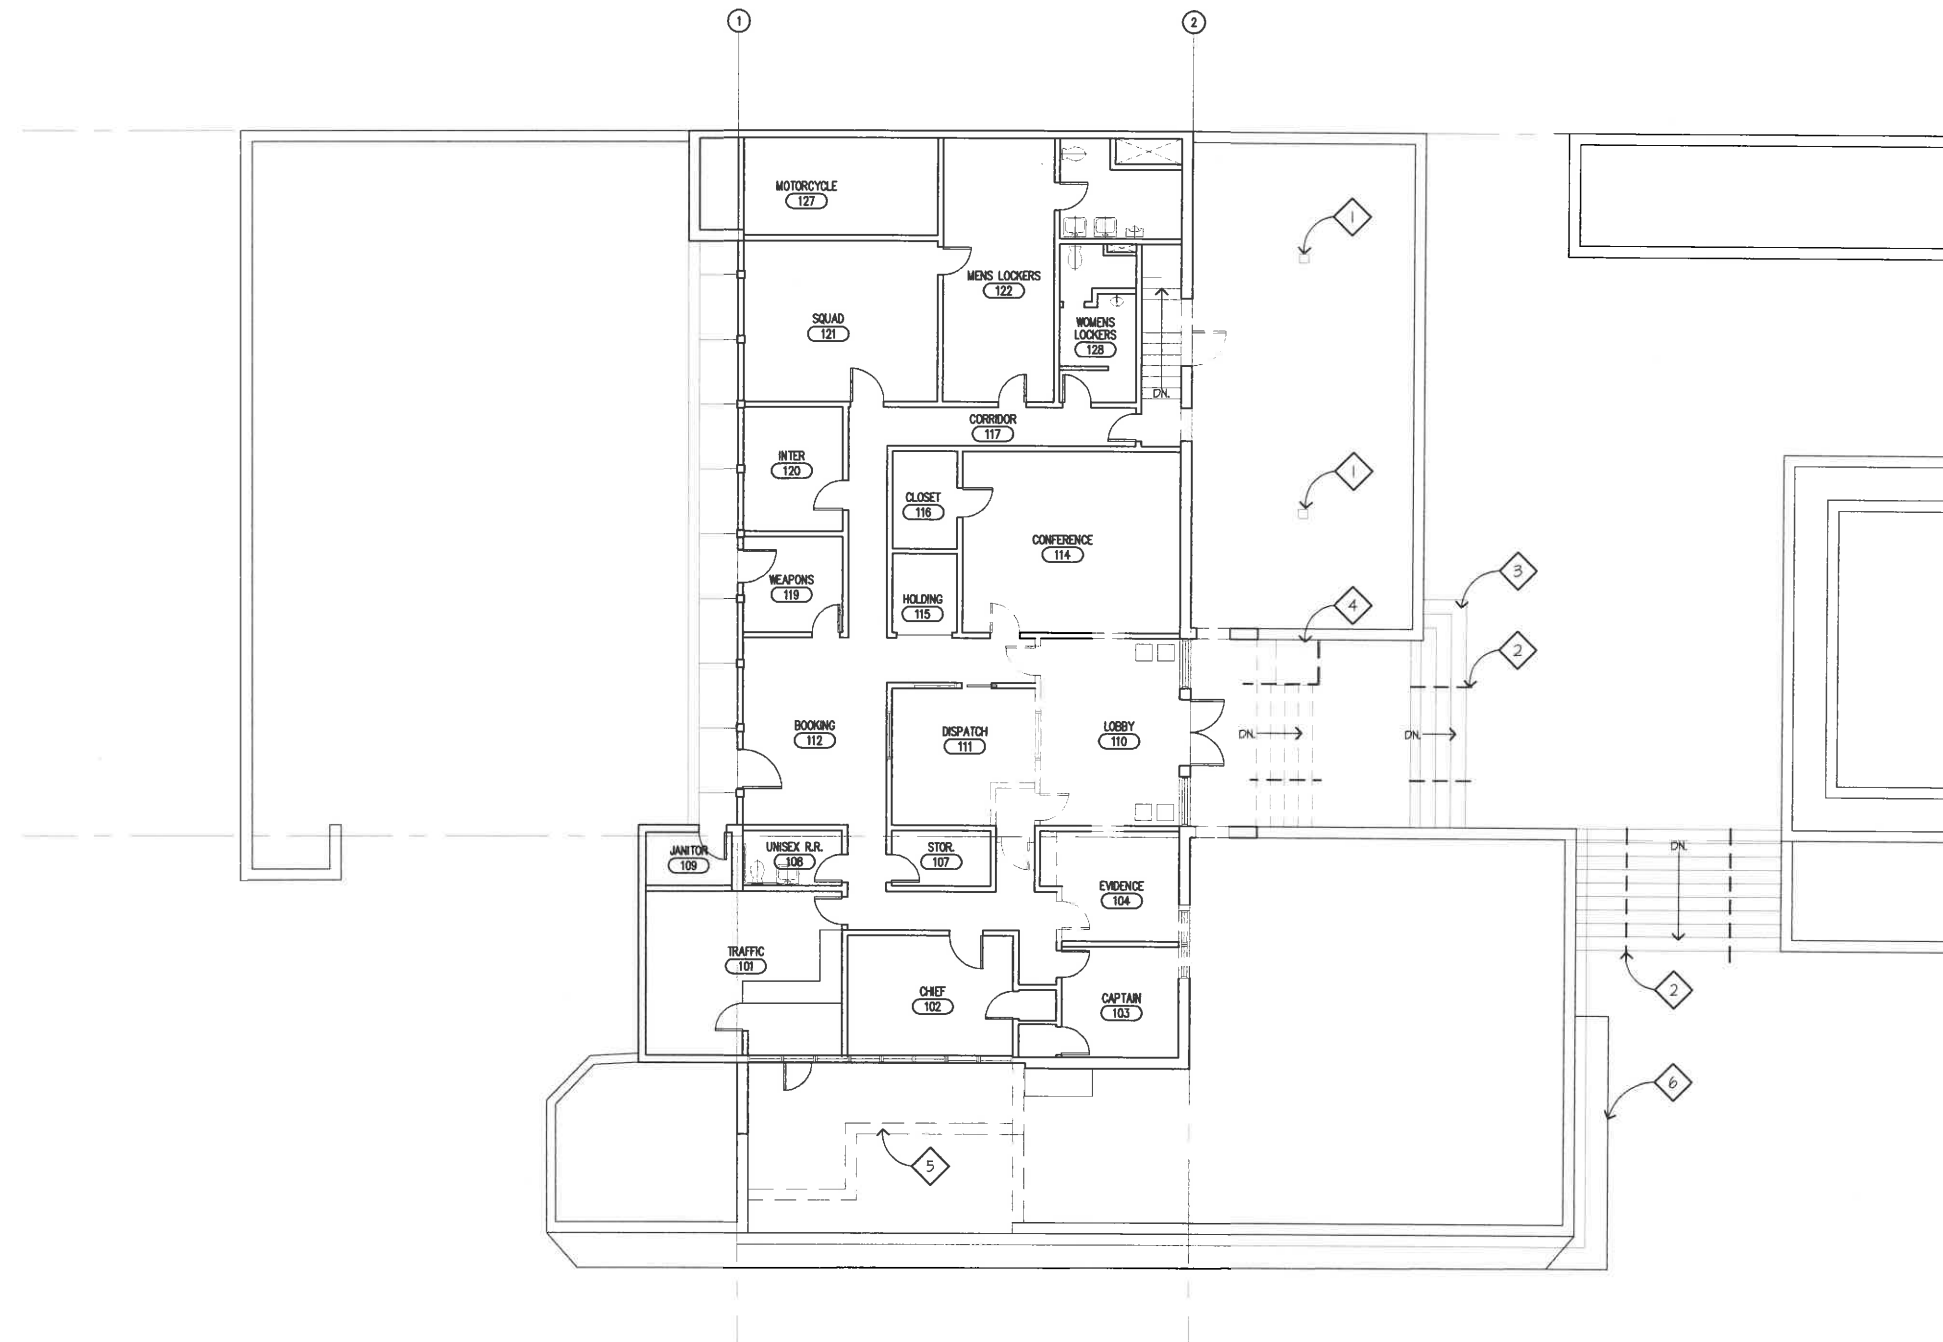 1
2
MOTORCYCLE
127
1
MENS LOCKERS
122
SQUAD
121
WOMENS
LOCKERS
128
DN.
CORRIDOR
117
INTER
120
1
CLOSET
116
CONFERENCE
114
3
WEAPONS
119
HOLDING
115
4
2
BOOKING
112
DISPATCH
111
LOBBY
110
DN.
DN.
JANITOR
109
UNISEX R.R.
108
STOR.
107
DN.
EVIDENCE
104
TRAFFIC
101
CHIEF
102
CAPTAIN
103
2
6
5